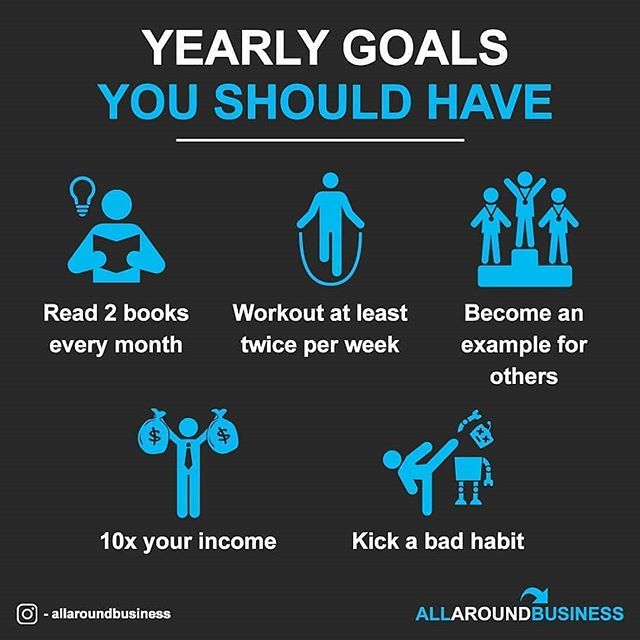 YEARLY GOALS
YOU SHOULD HAVE
Read 2 books
every month
Workout at least
twice per week
Become an
example for
others
$ $
10x your income
Kick a bad habit
- allaroundbusiness
ALLAROUNDBUSINESS